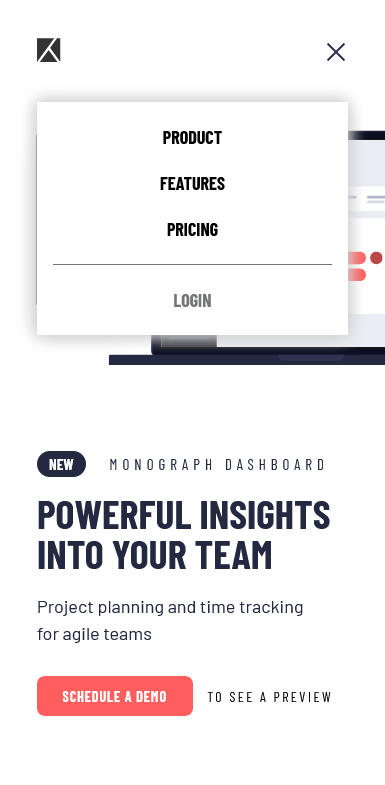 PRODUCT
FEATURES
PRICING
LOGIN
NEW MONOGRAPH DASHBOARD
POWERFUL INSIGHTS
INTO YOUR TEAM
Project planning and time tracking
for agile teams
SCHEDULE A DEMO TO SEE A PREVIEW